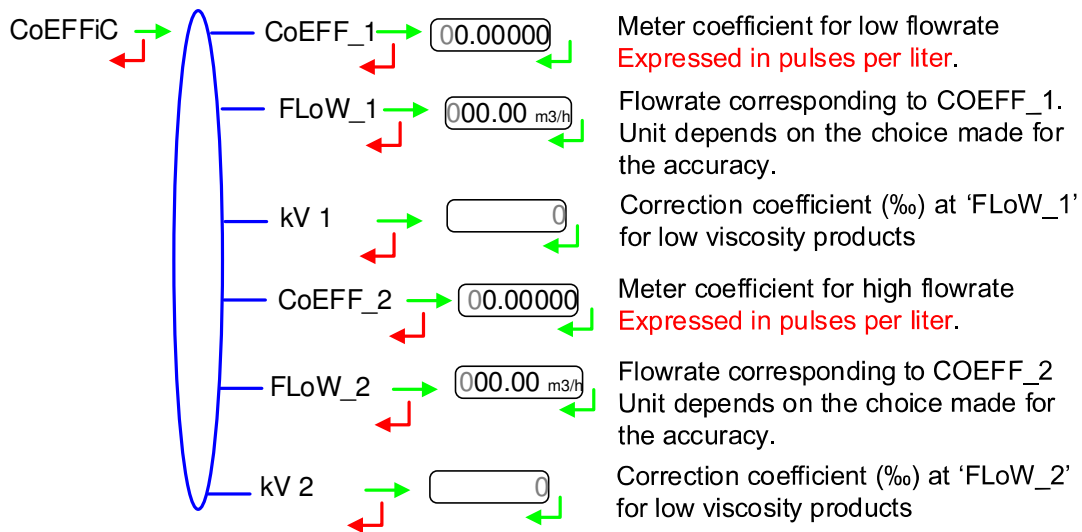 CoEFFiC
CoEFF_1
00.00000
Meter coefficient for low flowrate
Expressed in pulses per liter.
FLoW_1
000.00 m3/h
Flowrate corresponding to COEFF_1.
Unit depends on the choice made for
the accuracy.
kV 1
0
Correction coefficient (‰) at ‘FLoW_1’
for low viscosity products
CoEFF_2
00.00000
Meter coefficient for high flowrate
Expressed in pulses per liter.
FLoW_2
000.00 m3/h
Flowrate corresponding to COEFF_2
Unit depends on the choice made for
the accuracy.
kV 2
0
Correction coefficient (‰) at ‘FLoW_2’
for low viscosity products